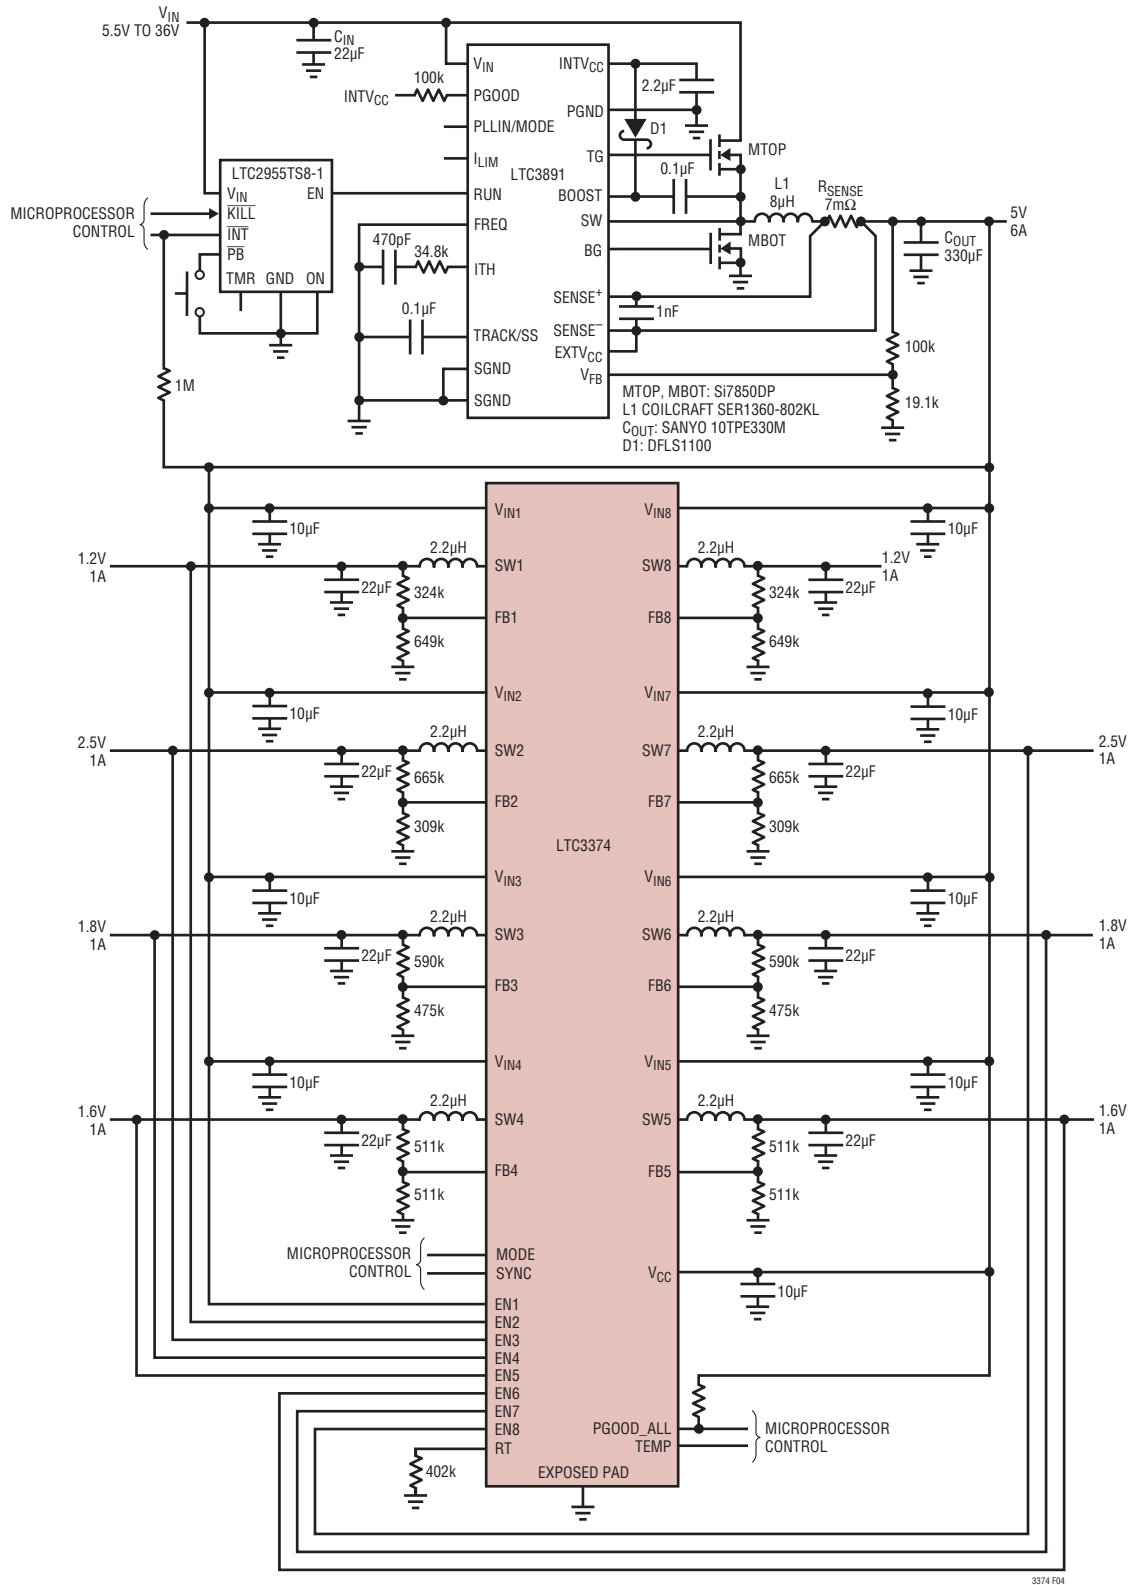 VIN
5.5V TO 36V
CIN
22µF
VIN
INTVCC
100k
INTVCC
PGOOD
2.2µF
PGND
PLLIN/MODE
D1
ILIM
TG
MTOP
LTC3891
0.1µF
LTC2955TS8-1
VIN
EN
RUN
BOOST
L1
8µH
RSENSE
7mΩ
MICROPROCESSOR
CONTROL
KILL
INT
PB
FREQ
SW
5V
6A
470pF
34.8k
ITH
BG
MBOT
COUT
330µF
TMR
GND
ON
SENSE+
1nF
0.1µF
TRACK/SS
SENSE–
EXTVCC
100k
1M
SGND
VFB
SGND
19.1k
MTOP, MBOT: Si7850DP
L1 COILCRAFT SER1360-802KL
COUT: SANYO 10TPE330M
D1: DFLS1100
VIN1
VIN8
10µF
10µF
1.2V
1A
2.2µH
SW1
SW8
2.2µH
1.2V
1A
22µF
324k
324k
22µF
FB1
FB8
649k
649k
VIN2
VIN7
10µF
10µF
2.5V
1A
2.2µH
SW2
SW7
2.2µH
2.5V
1A
22µF
665k
665k
22µF
FB2
FB7
309k
309k
LTC3374
VIN3
VIN6
10µF
10µF
1.8V
1A
2.2µH
SW3
SW6
2.2µH
1.8V
1A
22µF
590k
590k
22µF
FB3
FB6
475k
475k
VIN4
VIN5
10µF
10µF
1.6V
1A
2.2µH
SW4
SW5
2.2µH
1.6V
1A
22µF
511k
511k
22µF
FB4
FB5
511k
511k
MICROPROCESSOR
CONTROL
MODE
SYNC
VCC
10µF
EN1
EN2
EN3
EN4
EN5
EN6
EN7
EN8
RT
402k
PGOOD_ALL
TEMP
MICROPROCESSOR
CONTROL
EXPOSED PAD
3374 F04